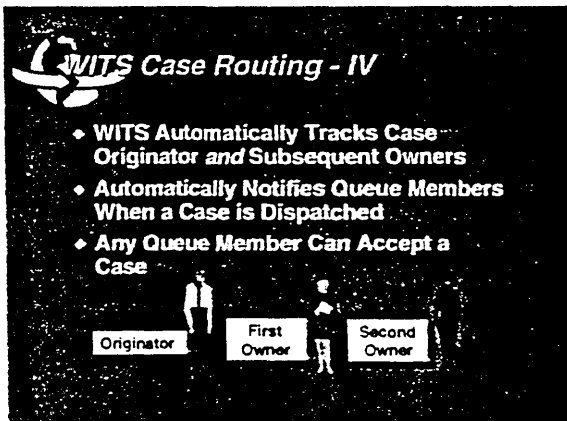 WITS Case Routing - IV
◆ WITS Automatically Tracks Case
Originator and Subsequent Owners
◆ Automatically Notifies Queue Members
When a Case is Dispatched
◆ Any Queue Member Can Accept a
Case
Originator
First
Owner
Second
Owner